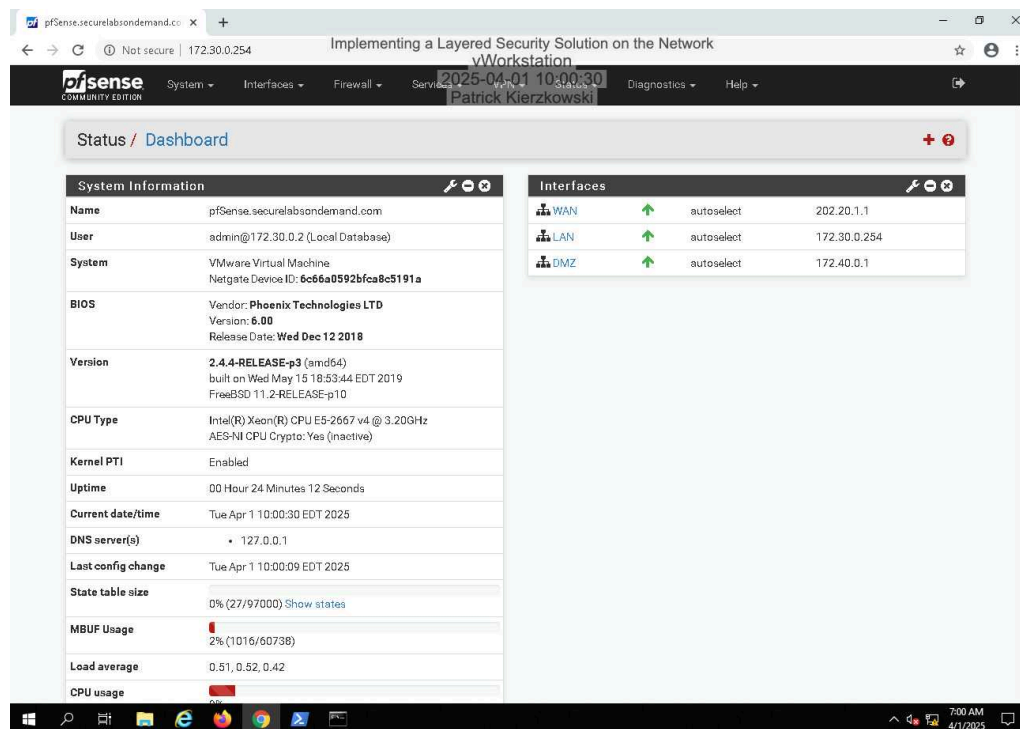 pfSense.securelabsondemand.co
Not secure | 172.30.0.254
Implementing a Layered Security Solution on the Network
vWorkstation
2025-04-01 10:00:30
Patrick Kierzkowski
pfsense
COMMUNITY EDITION
System
Interfaces
Firewall
Services
VPN
Status
Diagnostics
Help
Status / Dashboard
System Information
Name pfSense.securelabsondemand.com
User admin@172.30.0.2 (Local Database)
System VMware Virtual Machine
Netgate Device ID: 6c66a0592bfca8c5191a
BIOS Vendor: Phoenix Technologies LTD
Version: 6.00
Release Date: Wed Dec 12 2018
Version 2.4.4-RELEASE-p3 (amd64)
built on Wed May 15 18:53:44 EDT 2019
FreeBSD 11.2-RELEASE-p10
CPU Type Intel(R) Xeon(R) CPU E5-2667 v4 @ 3.20GHz
AES-NI CPU Crypto: Yes (inactive)
Kernel PTI Enabled
Uptime 00 Hour 24 Minutes 12 Seconds
Current date/time Tue Apr 1 10:00:30 EDT 2025
DNS server(s) • 127.0.0.1
Last config change Tue Apr 1 10:00:09 EDT 2025
State table size
0% (27/97000) Show states
MBUF Usage
2% (1016/60738)
Load average 0.51, 0.52, 0.42
CPU usage
Interfaces
WAN autoselect 202.20.1.1
LAN autoselect 172.30.0.254
DMZ autoselect 172.40.0.1
7:00 AM
4/1/2025